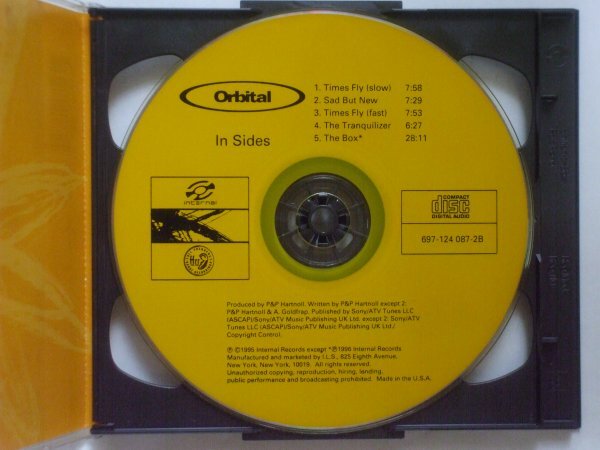 Orbital
In Sides
1. Times Fly (slow) 7:58
2. Sad But New 7:29
3. Times Fly (fast) 7:53
4. The Tranquilizer 6:27
5. The Box* 28:11
internal
COMPACT
disc
DIGITAL AUDIO
697-124 087-2B
Produced by P&P Hartnoll. Written by P&P Hartnoll except 2:
P&P Hartnoll & A. Goldfrap. Published by Sony/ATV Tunes LLC
(ASCAP)/Sony/ATV Music Publishing UK Ltd. except 2: Sony/ATV
Tunes LLC (ASCAP)/Sony/ATV Music Publishing UK Ltd./
Copyright Control.
℗ ©1995 Internal Records except *℗1996 Internal Records
Manufactured and marketed by I.L.S., 825 Eighth Avenue,
New York, New York, 10019. All rights reserved.
Unauthorized copying, reproduction, hiring, lending,
public performance and broadcasting prohibited. Made in the U.S.A.